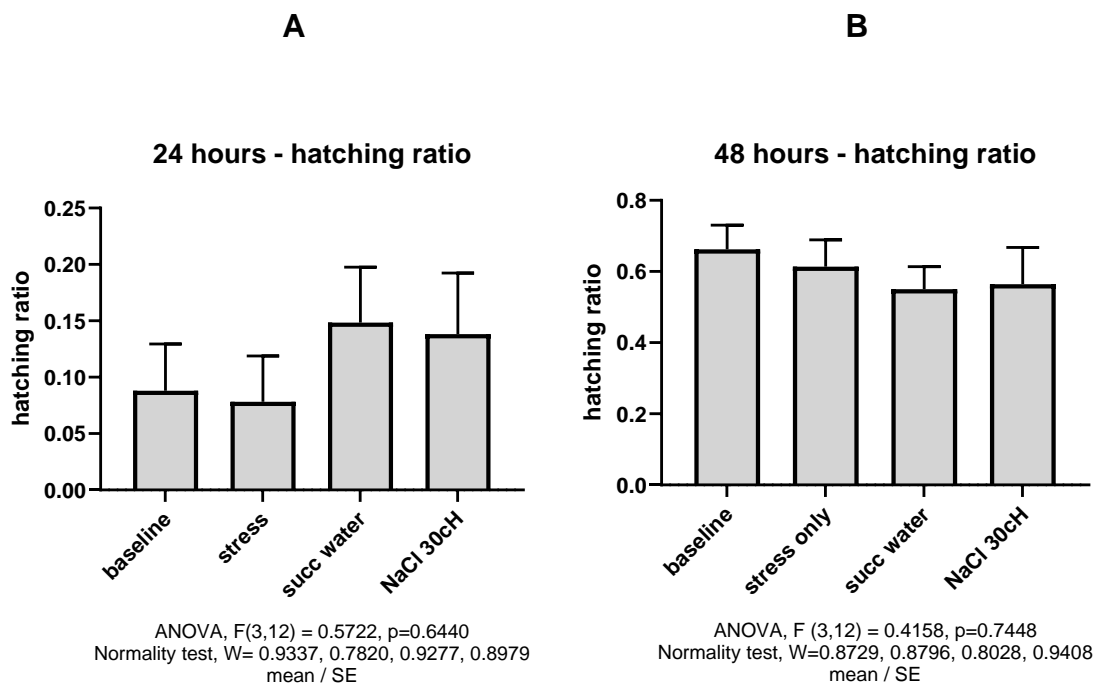 A
24 hours - hatching ratio
hatching ratio
0.25
0.20
0.15
0.10
0.05
0.00
baseline
stress
succ water
NaCl 30cH
ANOVA, F(3,12) = 0.5722, p=0.6440
Normality test, W= 0.9337, 0.7820, 0.9277, 0.8979
mean / SE
B
48 hours - hatching ratio
hatching ratio
0.8
0.6
0.4
0.2
0.0
baseline
stress only
succ water
NaCl 30cH
ANOVA, F (3,12) = 0.4158, p=0.7448
Normality test, W=0.8729, 0.8796, 0.8028, 0.9408
mean / SE